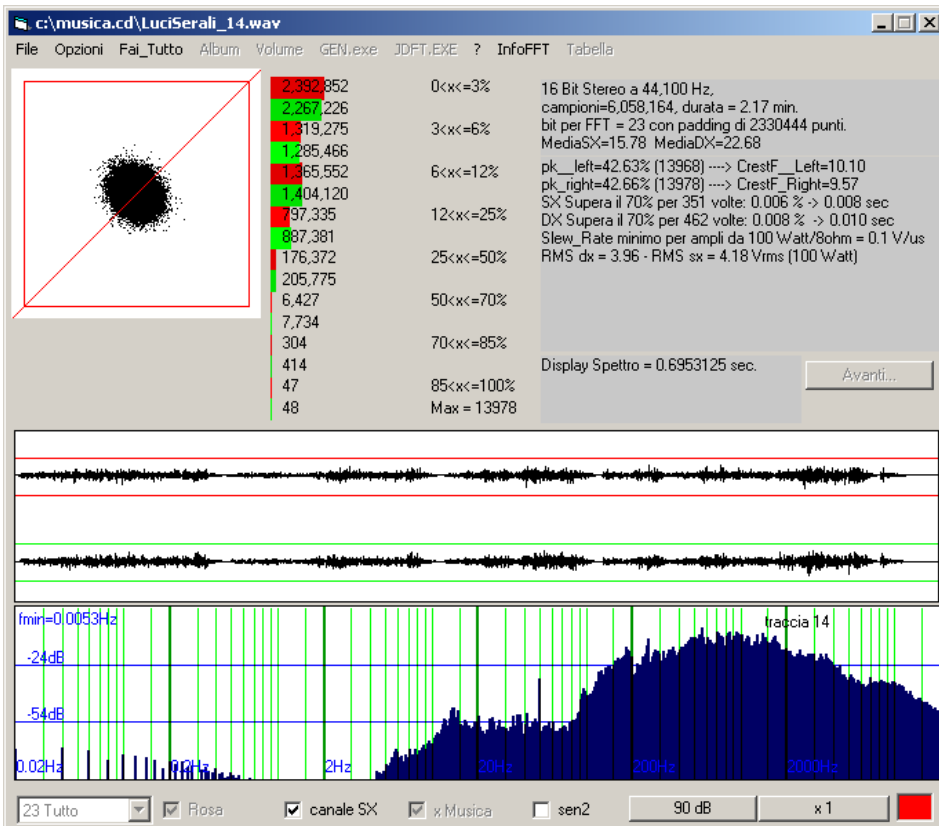 c:\musica.cd\LuciSerali_14.wav
File Opzioni Fai_Tutto Album Volume GEN.exe JDFT.EXE ? InfoFFT Tabella
2,392,852 0<x<=3%
2,267,226
1,319,275 3<x<=6%
1,285,466
1,365,552 6<x<=12%
1,404,120
797,335 12<x<=25%
887,381
176,372 25<x<=50%
205,775
6,427 50<x<=70%
7,734
304 70<x<=85%
414
47 85<x<=100%
48 Max = 13978
16 Bit Stereo a 44,100 Hz,
campioni=6,058,164, durata = 2.17 min.
bit per FFT = 23 con padding di 2330444 punti.
MediaSX=15.78 MediaDX=22.68
pk__left=42.63% (13968) ----> CrestF__Left=10.10
pk_right=42.66% (13978) ----> CrestF_Right=9.57
SX Supera il 70% per 351 volte: 0.006 % -> 0.008 sec
DX Supera il 70% per 462 volte: 0.008 % -> 0.010 sec
Slew_Rate minimo per ampli da 100 Watt/8ohm = 0.1 V/us
RMS dx = 3.96 - RMS sx = 4.18 Vrms (100 Watt)
Display Spettro = 0.6953125 sec.
Avanti...
fmin=0.0053Hz traccia 14
-24dB
-54dB
0.02Hz 0.2Hz 2Hz 20Hz 200Hz 2000Hz
23 Tutto Rosa canale SX x Musica sen2 90 dB x 1